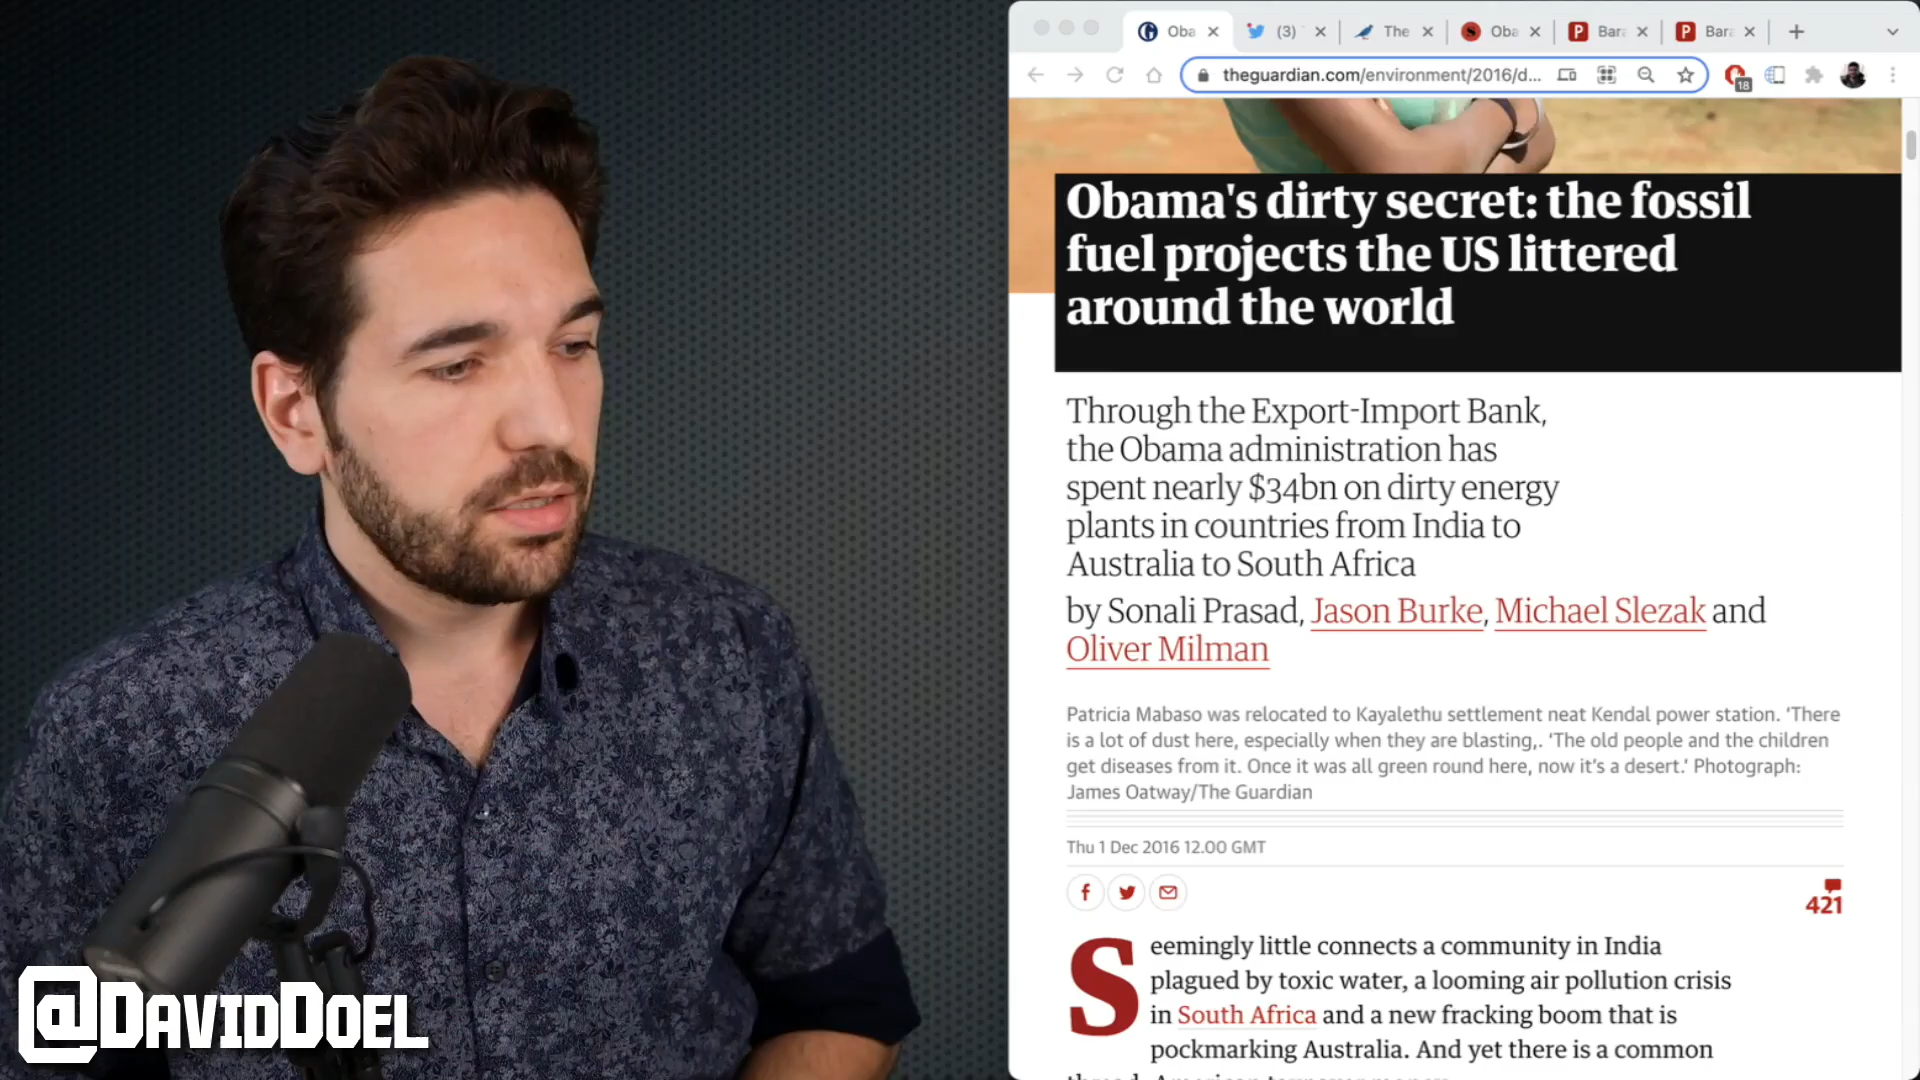 Oba
(3)
The
Oba
Bar
Bar
theguardian.com/environment/2016/d...
18
Obama's dirty secret: the fossil
fuel projects the US littered
around the world
Through the Export-Import Bank,
the Obama administration has
spent nearly $34bn on dirty energy
plants in countries from India to
Australia to South Africa
by Sonali Prasad, Jason Burke, Michael Slezak and
Oliver Milman
Patricia Mabaso was relocated to Kayalethu settlement neat Kendal power station. ‘There
is a lot of dust here, especially when they are blasting,. ‘The old people and the children
get diseases from it. Once it was all green round here, now it’s a desert.’ Photograph:
James Oatway/The Guardian
Thu 1 Dec 2016 12.00 GMT
421
Seemingly little connects a community in India
plagued by toxic water, a looming air pollution crisis
in South Africa and a new fracking boom that is
pockmarking Australia. And yet there is a common
@DAVIDDOEL